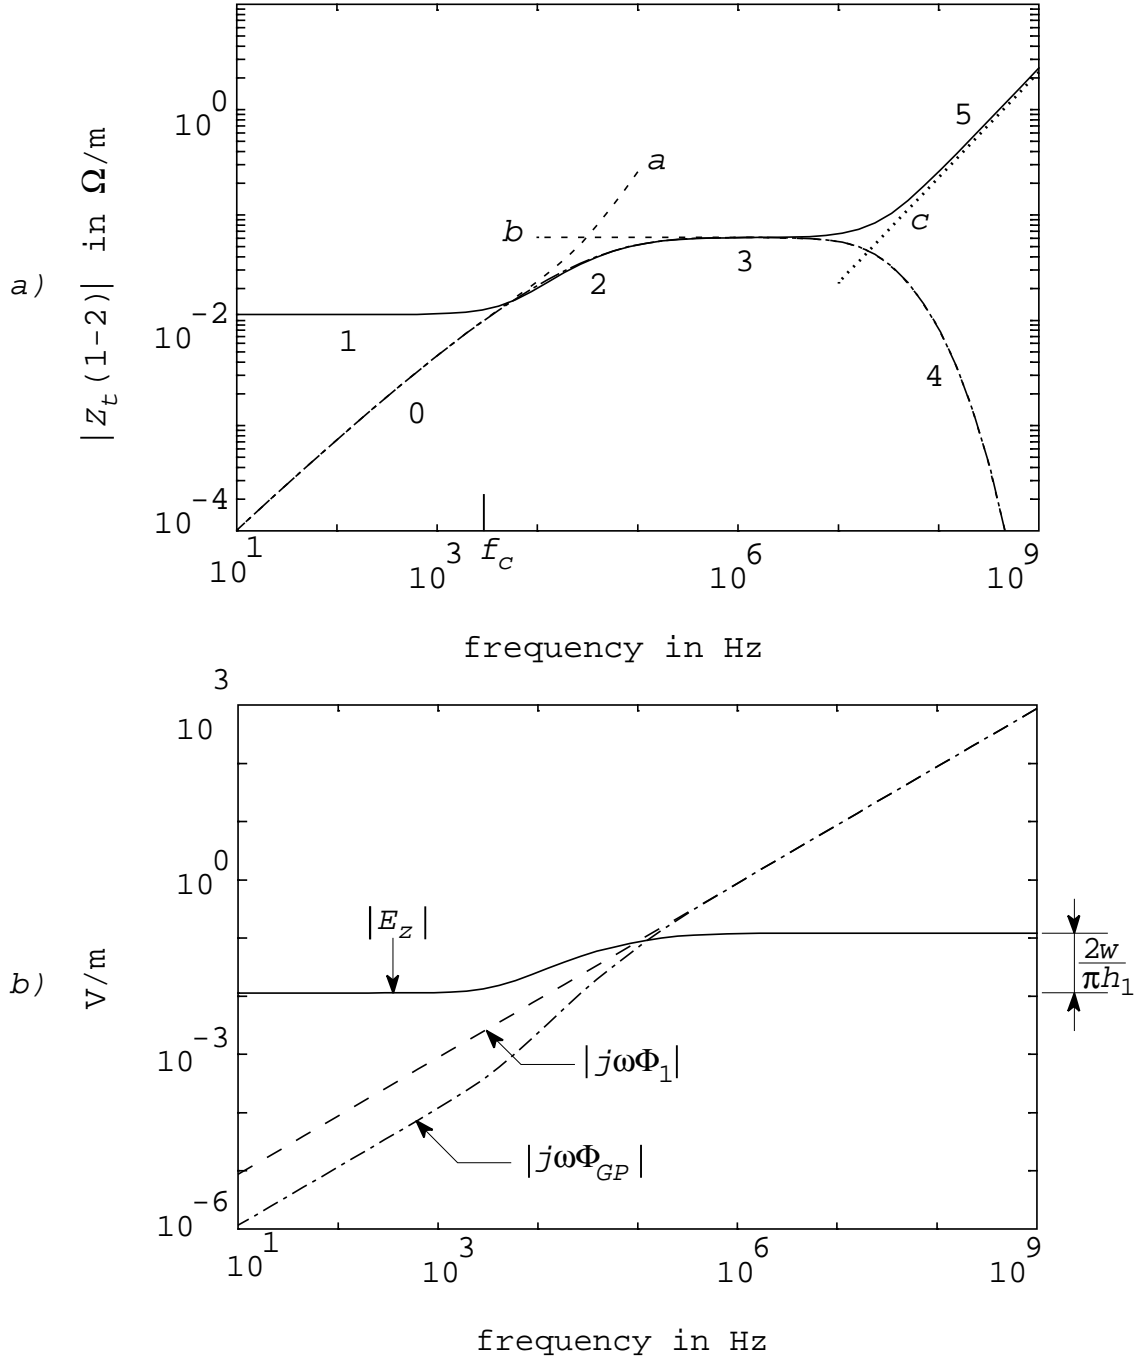 a)
|Z_t(1-2)| in Ω/m
10^0
10^-2
10^-4
a
b
c
0
1
2
3
4
5
10^1
10^3
f_c
10^6
10^9
frequency in Hz
b)
V/m
10^3
10^0
10^-3
10^-6
|E_z|
|jωΦ_1|
|jωΦ_GP|
2w
πh_1
10^1
10^3
10^6
10^9
frequency in Hz